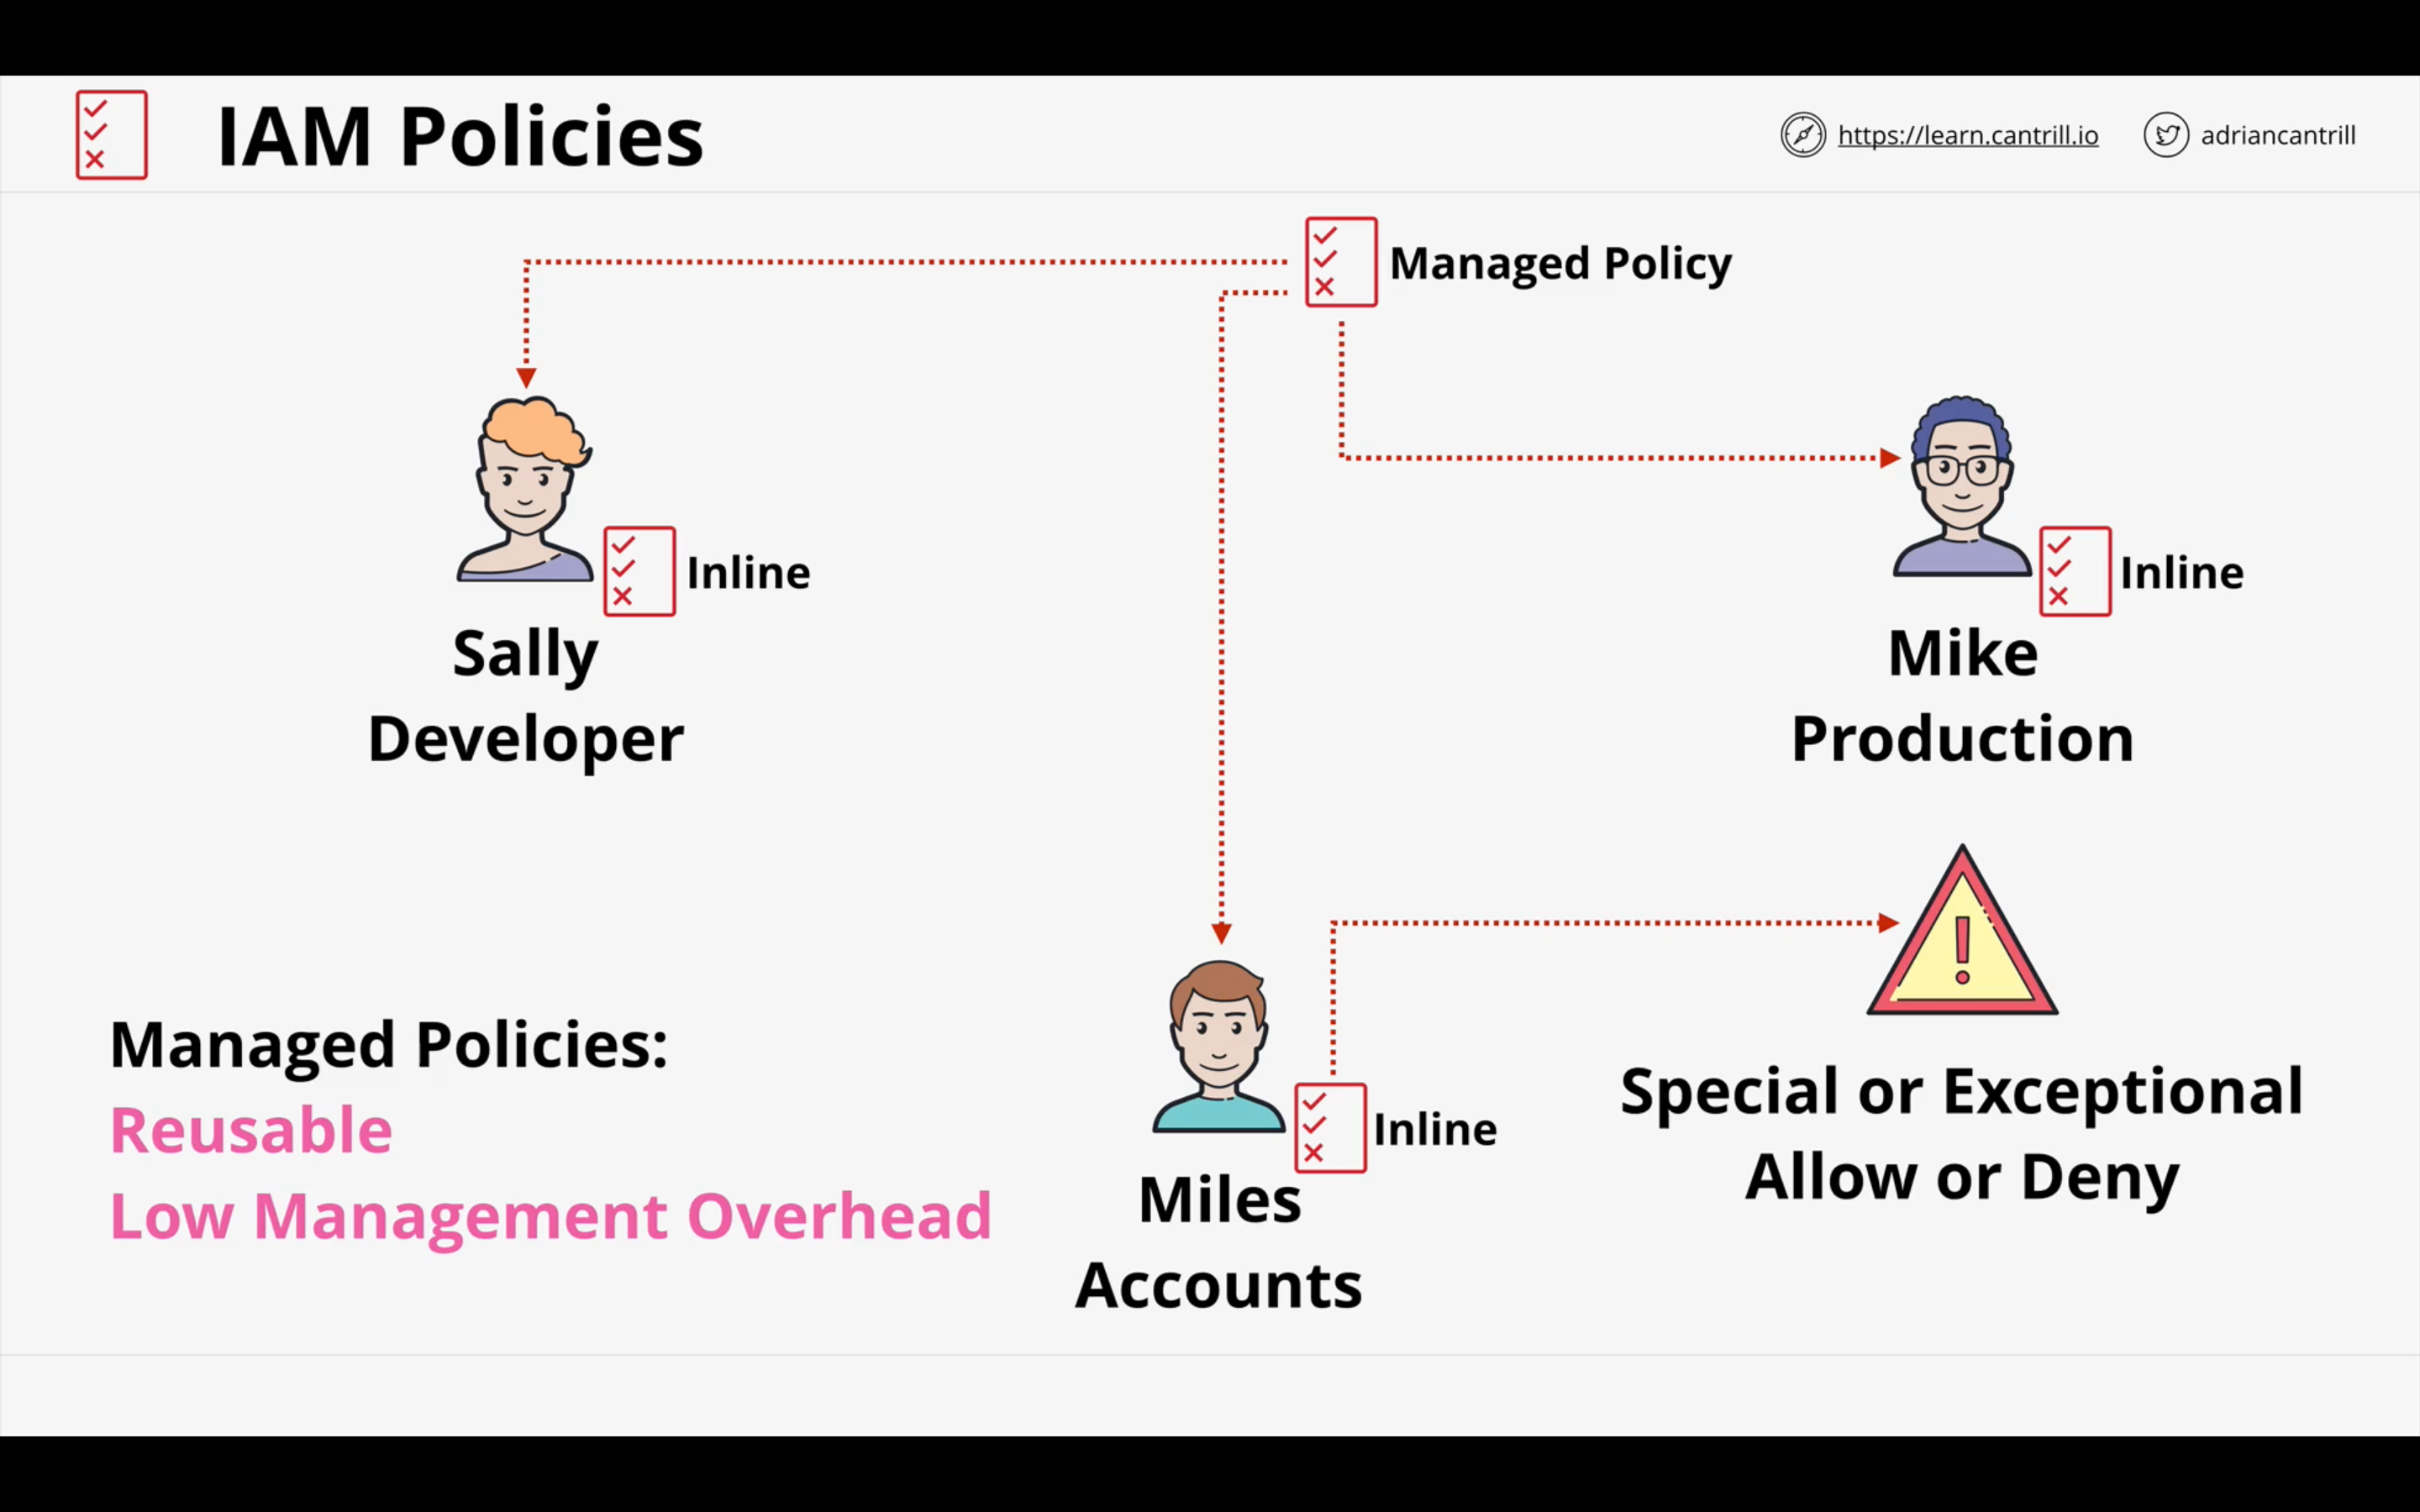 IAM Policies
https://learn.cantrill.io
adriancantrill
Managed Policy
Inline
Sally
Developer
Inline
Mike
Production
Managed Policies:
Reusable
Low Management Overhead
Inline
Miles
Accounts
Special or Exceptional
Allow or Deny